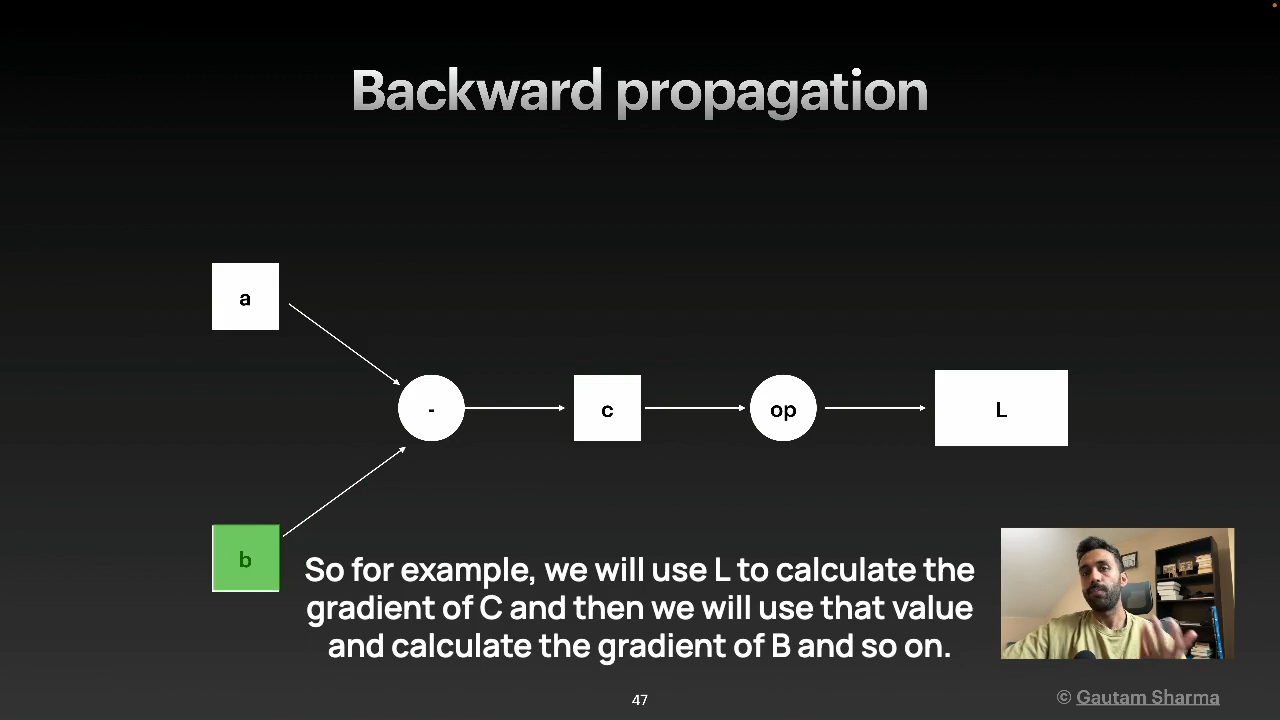 Backward propagation
a
-
c
op
L
b
So for example, we will use L to calculate the
gradient of C and then we will use that value
and calculate the gradient of B and so on.
47
© Gautam Sharma